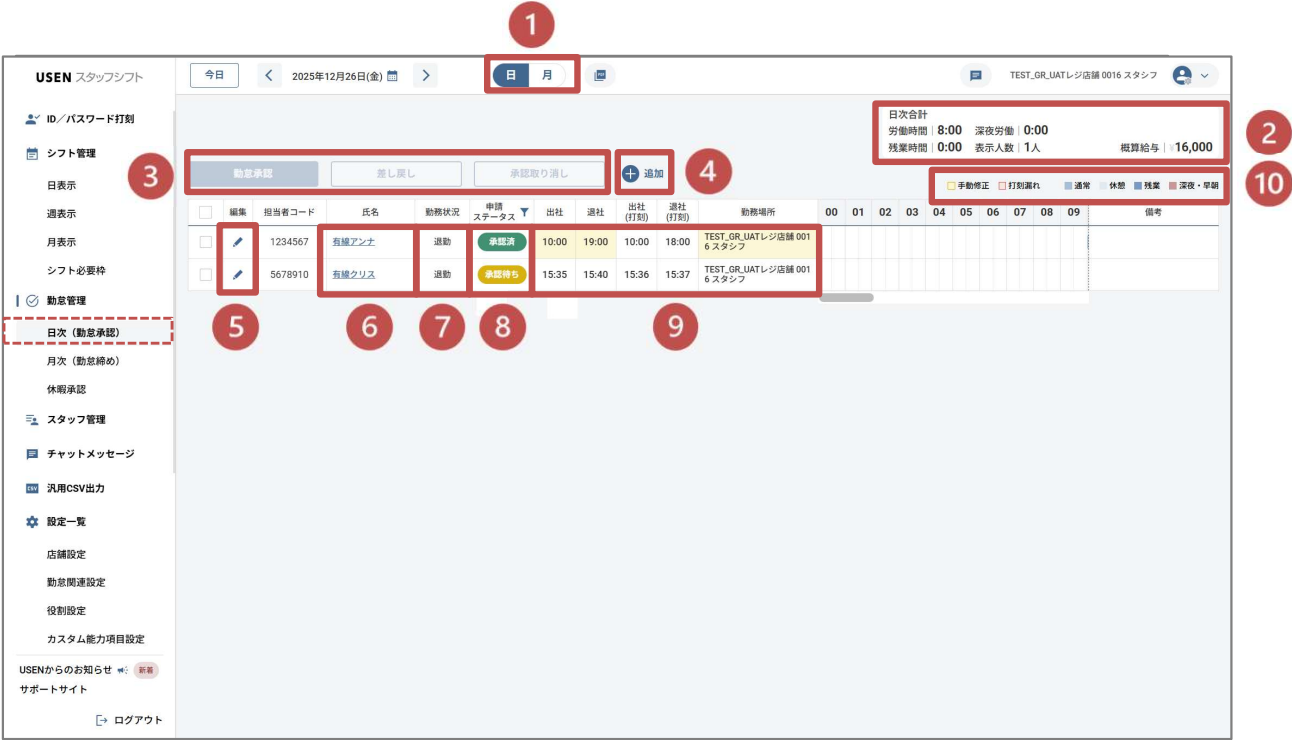 1
USEN スタッフシフト
今日
2025年12月26日(金)
日
月
PDF
TEST_GR_UATレジ店舗 0016 スタシフ
ID／パスワード打刻
シフト管理
日表示
週表示
月表示
シフト必要枠
勤怠管理
日次（勤怠承認）
月次（勤怠締め）
休暇承認
スタッフ管理
チャットメッセージ
CSV 汎用CSV出力
設定一覧
店舗設定
勤怠関連設定
役割設定
カスタム能力項目設定
USENからのお知らせ 新着
サポートサイト
ログアウト
日次合計
労働時間 8:00 深夜労働 0:00
残業時間 0:00 表示人数 1人 概算給与 ¥16,000
2
3
勤怠承認 差し戻し 承認取り消し
追加
4
手動修正 打刻漏れ 通常 休憩 残業 深夜・早朝
10
編集 担当者コード 氏名 勤務状況 申請ステータス 出社 退社 出社(打刻) 退社(打刻) 勤務場所 00 01 02 03 04 05 06 07 08 09 備考
1234567 有線アンナ 退勤 承認済 10:00 19:00 10:00 18:00 TEST_GR_UATレジ店舗 001
6 スタシフ
5678910 有線クリス 退勤 承認待ち 15:35 15:40 15:36 15:37 TEST_GR_UATレジ店舗 001
6 スタシフ
5 6 7 8 9